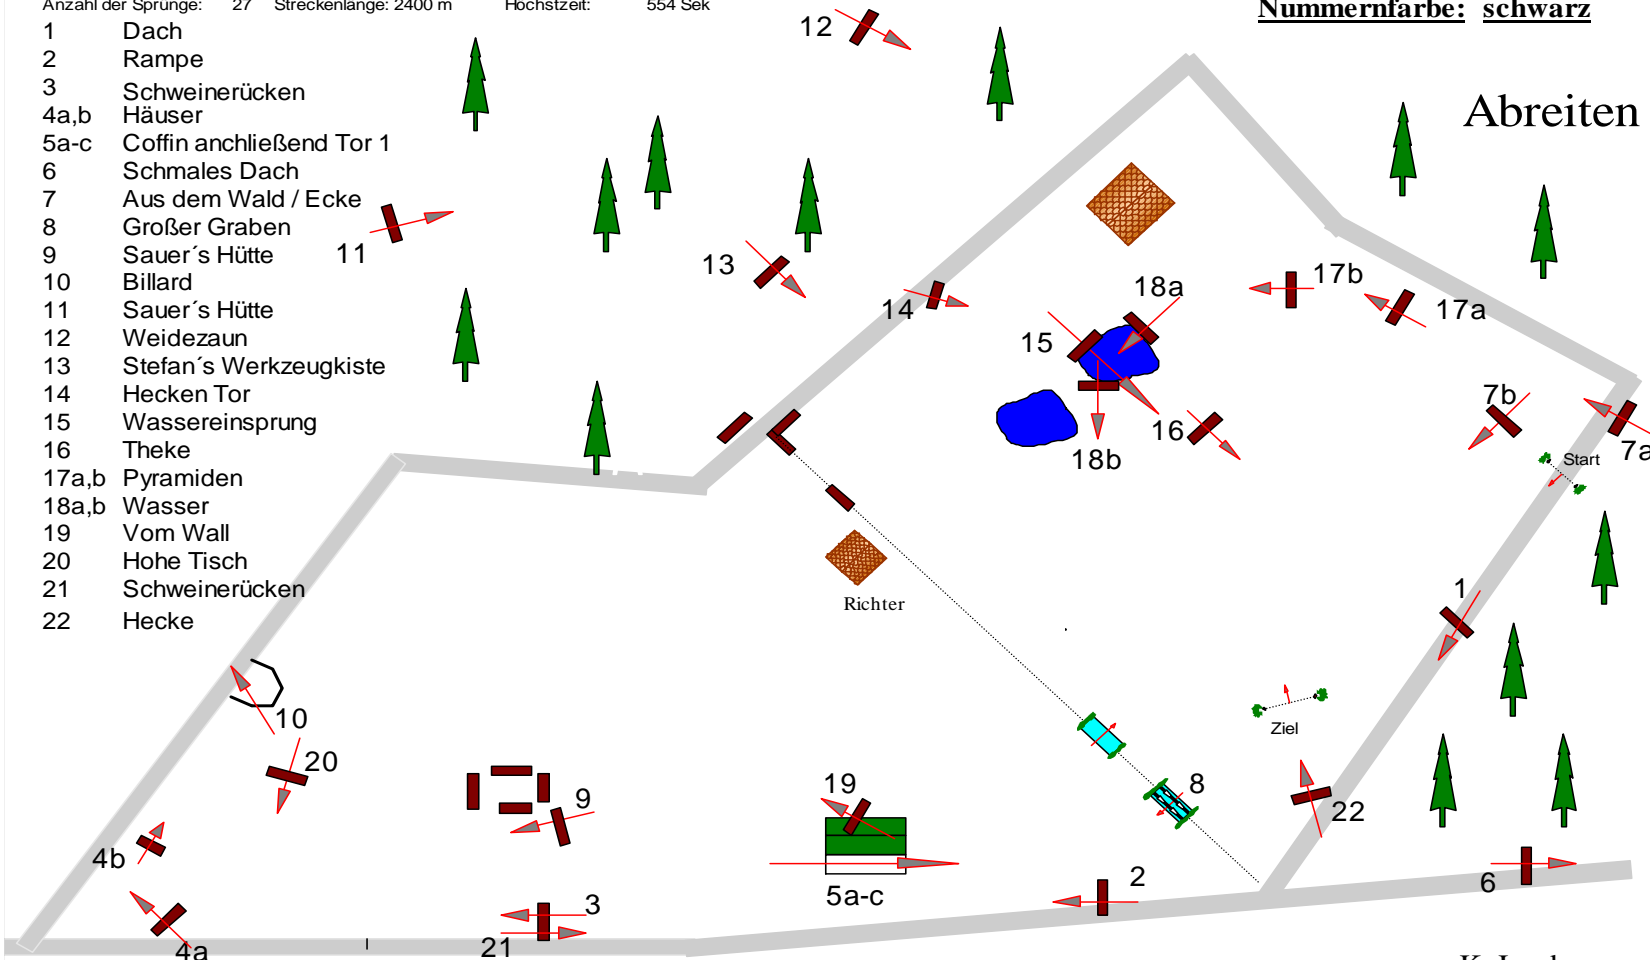 Anzahl der Sprünge: 27 Streckenlänge: 2400 m Höchstzeit: 554 Sek
Nummernfarbe: schwarz
1 Dach
2 Rampe
3 Schweinerücken
4a,b Häuser
5a-c Coffin anchließend Tor 1
6 Schmales Dach
7 Aus dem Wald / Ecke
8 Großer Graben
9 Sauer´s Hütte
10 Billard
11 Sauer´s Hütte
12 Weidezaun
13 Stefan´s Werkzeugkiste
14 Hecken Tor
15 Wassereinsprung
16 Theke
17a,b Pyramiden
18a,b Wasser
19 Vom Wall
20 Hohe Tisch
21 Schweinerücken
22 Hecke
Abreiten
12
11
13
14
18a
17b
17a
15
16
18b
7b
7a
Start
1
Richter
10
20
Ziel
9
19
8
22
4b
5a-c
2
6
3
21
4a